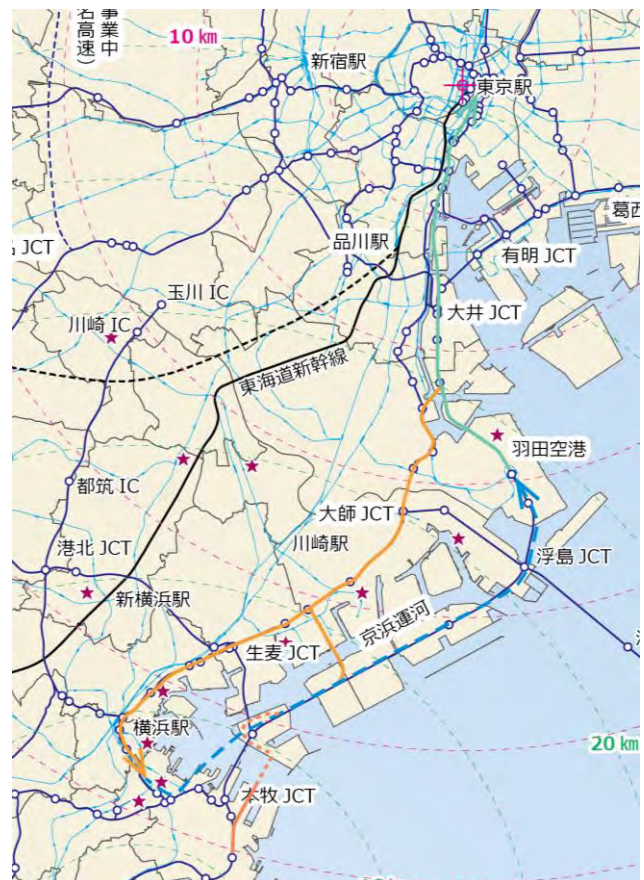 事業中
名高速）
10 km
新宿駅
東京駅
葛西
品川駅
有明 JCT
JCT
玉川 IC
川崎 IC
大井 JCT
東海道新幹線
羽田空港
都筑 IC
大師 JCT
港北 JCT
川崎駅
浮島 JCT
新横浜駅
京浜運河
生麦 JCT
横浜駅
20 km
本牧 JCT